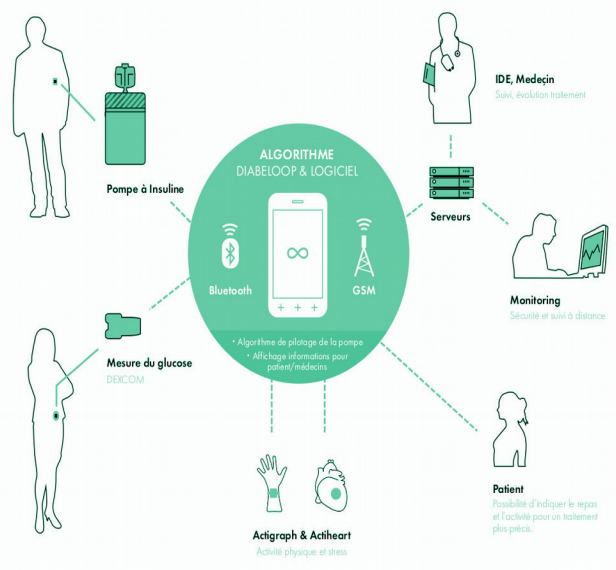 IDE, Medeçin
Suivi, évolution traitement
ALGORITHME
DIABELOOP & LOGICIEL
Pompe à Insuline
Serveurs
Bluetooth
GSM
Monitoring
Sécurité et suivi à distance
• Algorithme de pilotage de la pompe
• Affichage informations pour
patient/médecins
Mesure du glucose
DEXCOM
Patient
Possibilité d'indiquer le repas
et l'activité pour un traitement
plus précis.
Actigraph & Actiheart
Activité physique et stress